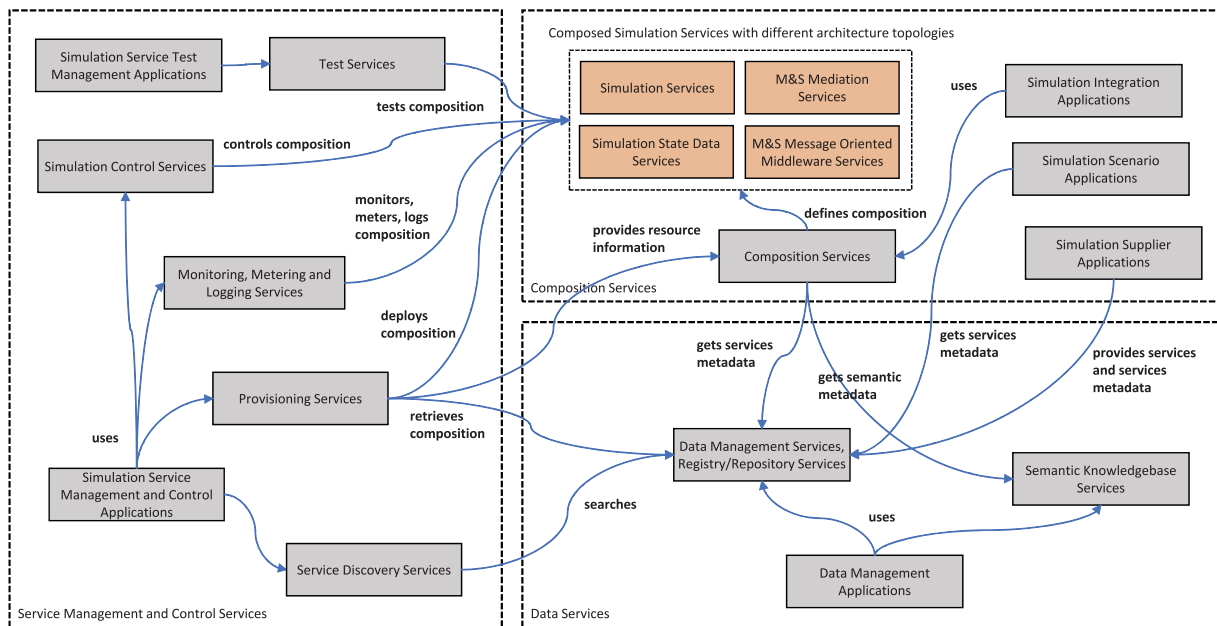 Composed Simulation Services with different architecture topologies
Simulation Service Test
Management Applications
Test Services
tests composition
Simulation Control Services
controls composition
monitors,
meters, logs
composition
Monitoring, Metering and
Logging Services
deploys
composition
Provisioning Services
retrieves
composition
uses
Simulation Service
Management and Control
Applications
searches
Service Discovery Services
Service Management and Control Services
Simulation Services
M&S Mediation
Services
Simulation State Data
Services
M&S Message Oriented
Middleware Services
uses
Simulation Integration
Applications
Simulation Scenario
Applications
defines composition
provides resource
information
Composition Services
Simulation Supplier
Applications
Composition Services
gets services
metadata
gets semantic
metadata
gets services
metadata
provides services
and services
metadata
Data Management Services,
Registry/Repository Services
Semantic Knowledgebase
Services
uses
Data Management
Applications
Data Services